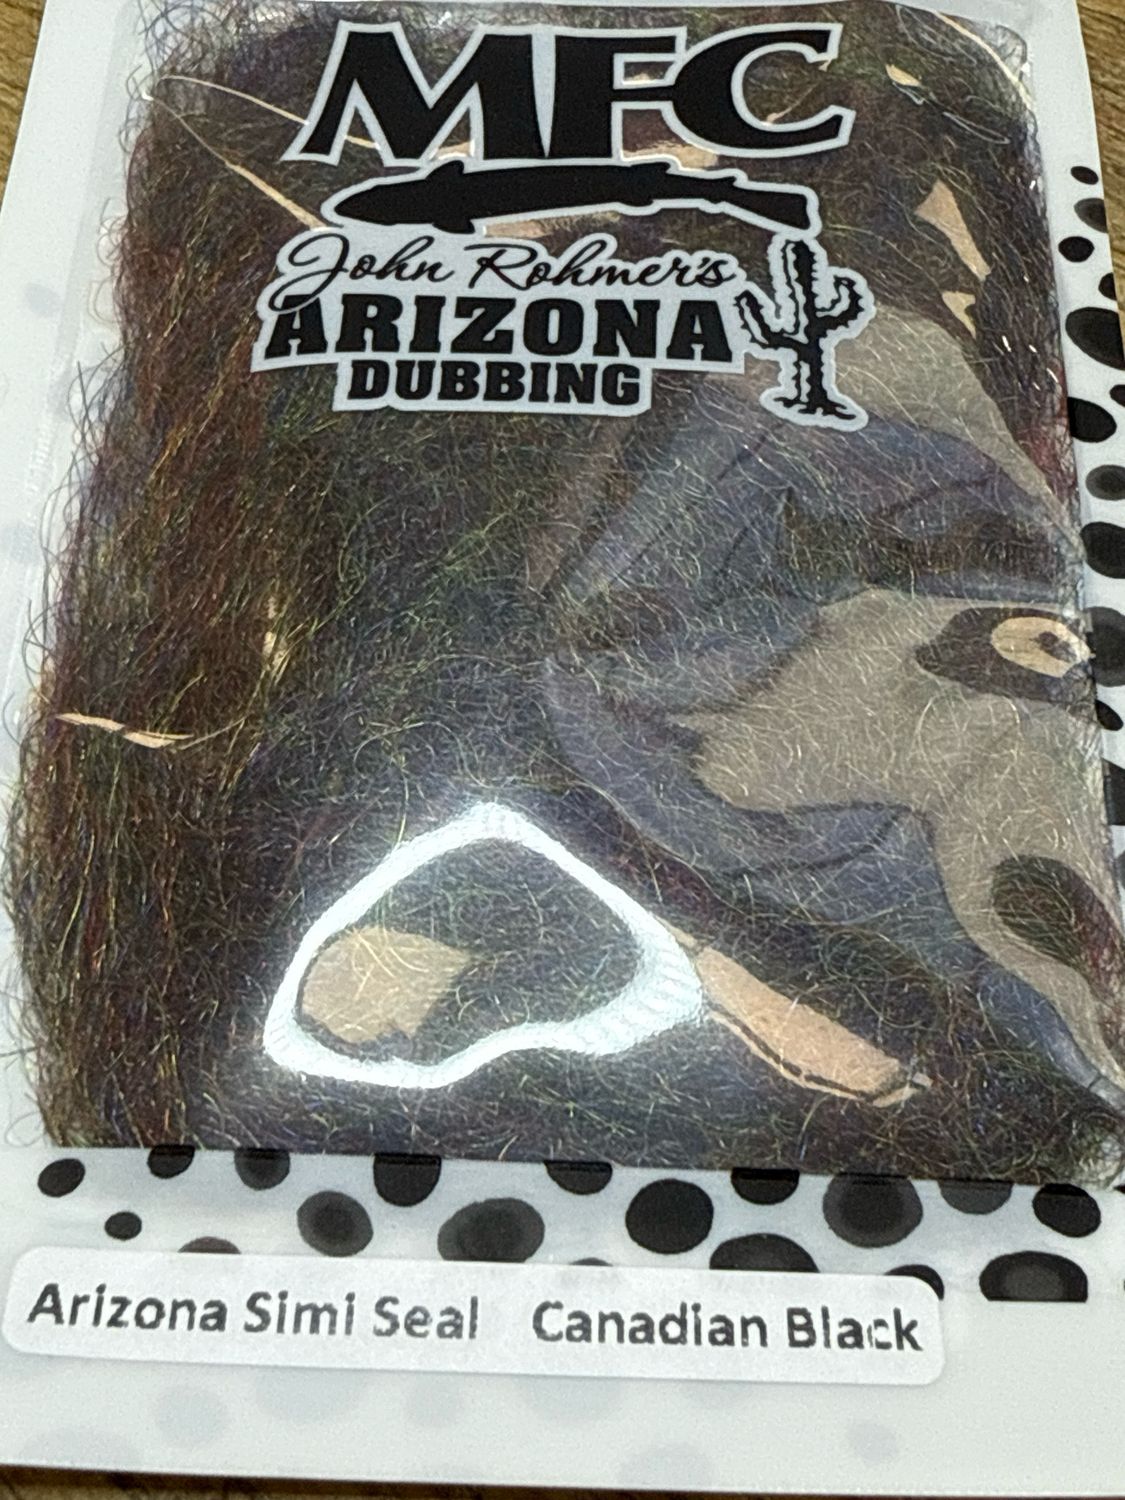 MFC
John Rohmer's
ARIZONA
DUBBING
Arizona Simi Seal Canadian Black